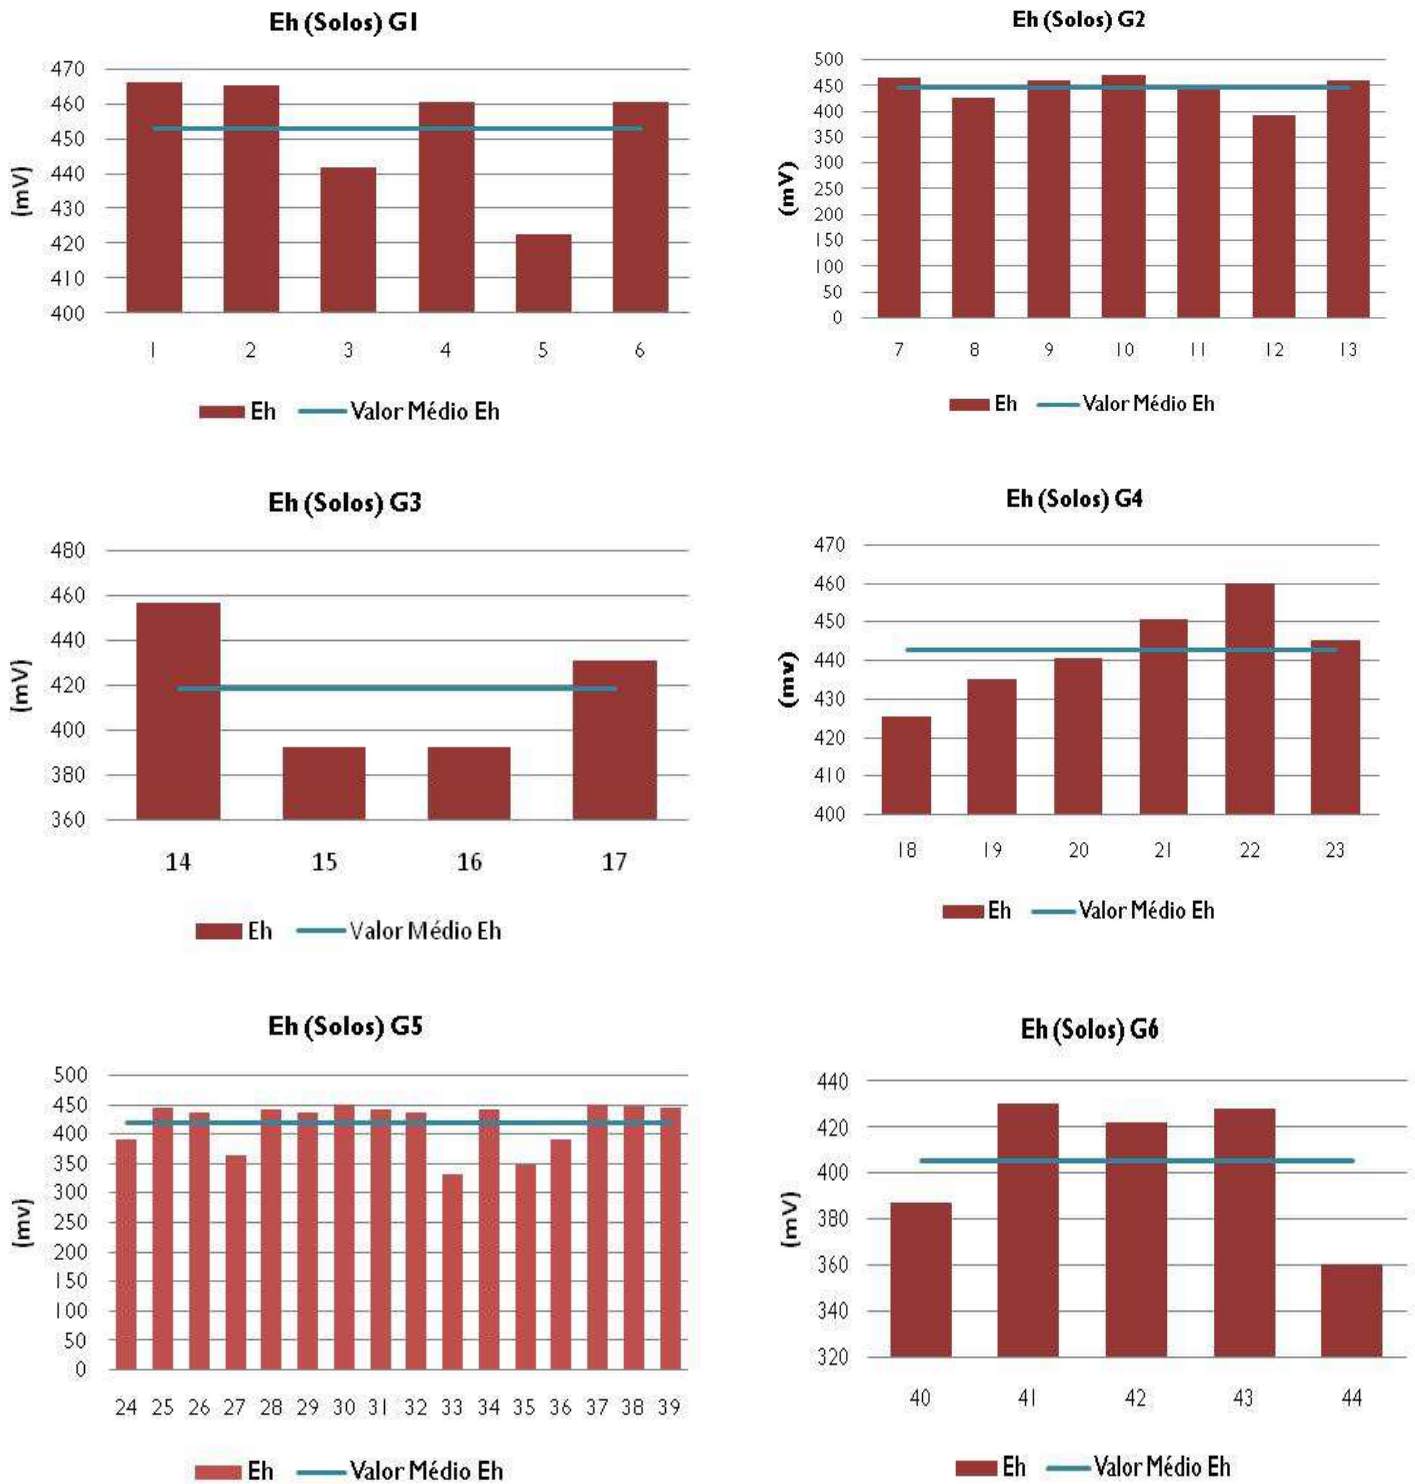 Eh (Solos) G1
470
460
450
440
430
420
410
400
(mV)
1 2 3 4 5 6
Eh Valor Médio Eh
Eh (Solos) G2
500
450
400
350
300
250
200
150
100
50
0
(mV)
7 8 9 10 11 12 13
Eh Valor Médio Eh
Eh (Solos) G3
480
460
440
420
400
380
360
(mV)
14 15 16 17
Eh Valor Médio Eh
Eh (Solos) G4
470
460
450
440
430
420
410
400
(mv)
18 19 20 21 22 23
Eh Valor Médio Eh
Eh (Solos) G5
500
450
400
350
300
250
200
150
100
50
0
(mv)
24 25 26 27 28 29 30 31 32 33 34 35 36 37 38 39
Eh Valor Médio Eh
Eh (Solos) G6
440
420
400
380
360
340
320
(mV)
40 41 42 43 44
Eh Valor Médio Eh